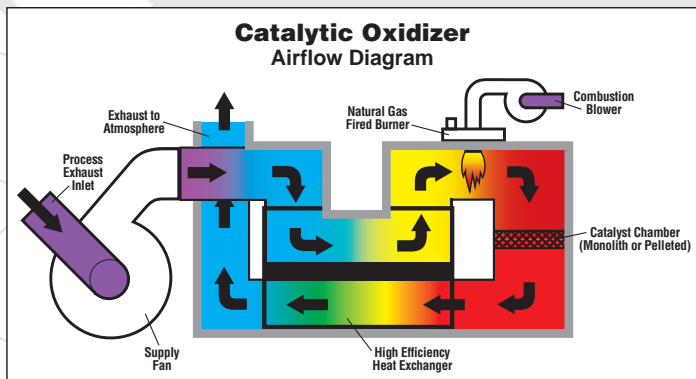 Catalytic Oxidizer
Airflow Diagram
Exhaust to
Atmosphere
Natural Gas
Fired Burner
Combustion
Blower
Process
Exhaust
Inlet
Catalyst Chamber
(Monolith or Pelleted)
Supply
Fan
High Efficiency
Heat Exchanger